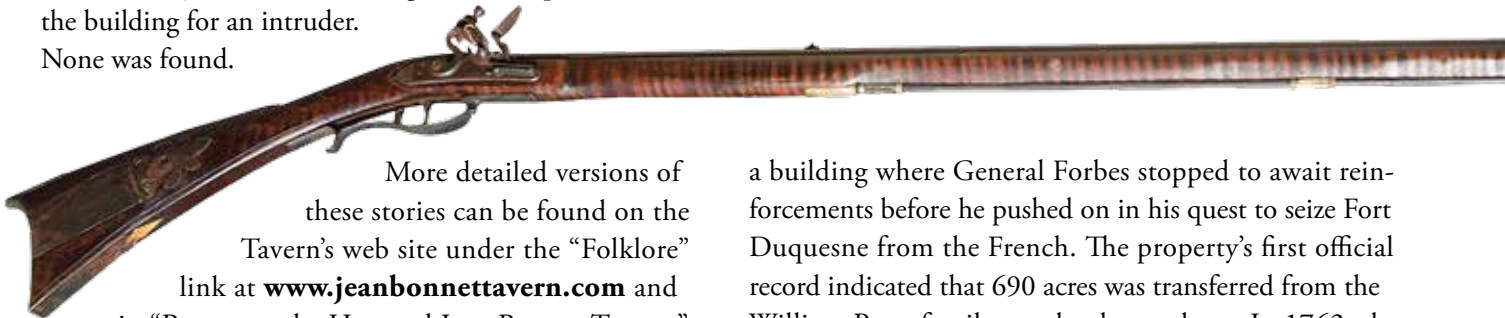 the building for an intruder.
None was found.
More detailed versions of
these stories can be found on the
Tavern's web site under the “Folklore”
link at www.jeanbonnettavern.com and
a building where General Forbes stopped to await rein-
forcements before he pushed on in his quest to seize Fort
Duquesne from the French. The property's first official
record indicated that 690 acres was transferred from the